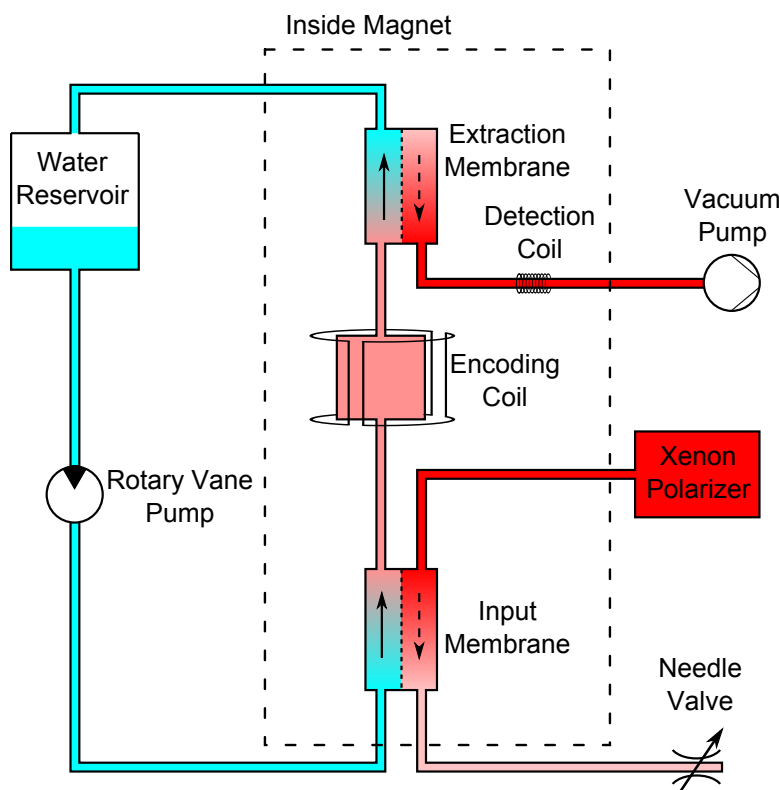 Inside Magnet
Water
Reservoir
Extraction
Membrane
Detection
Coil
Vacuum
Pump
Encoding
Coil
Rotary Vane
Pump
Xenon
Polarizer
Input
Membrane
Needle
Valve